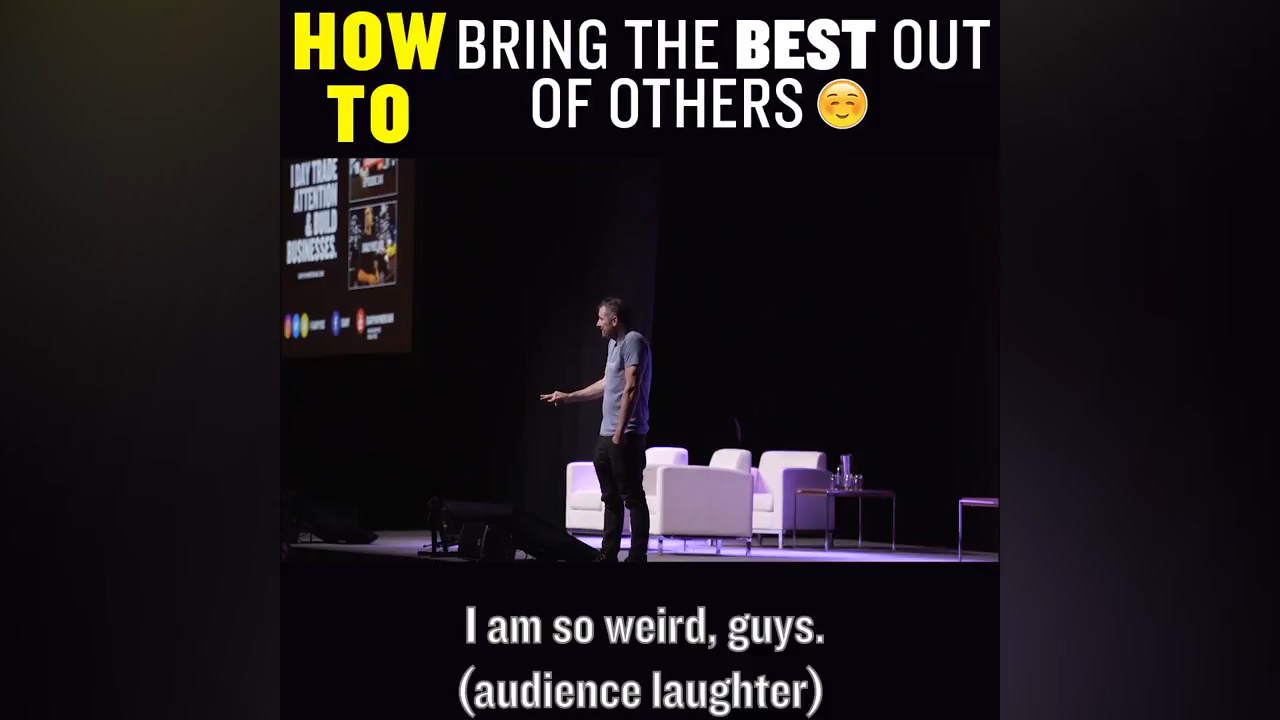 HOW TO
BRING THE BEST OUT
OF OTHERS
I DAY TRADE
ATTENTION
& BUILD
BUSINESSES.
I am so weird, guys.
(audience laughter)